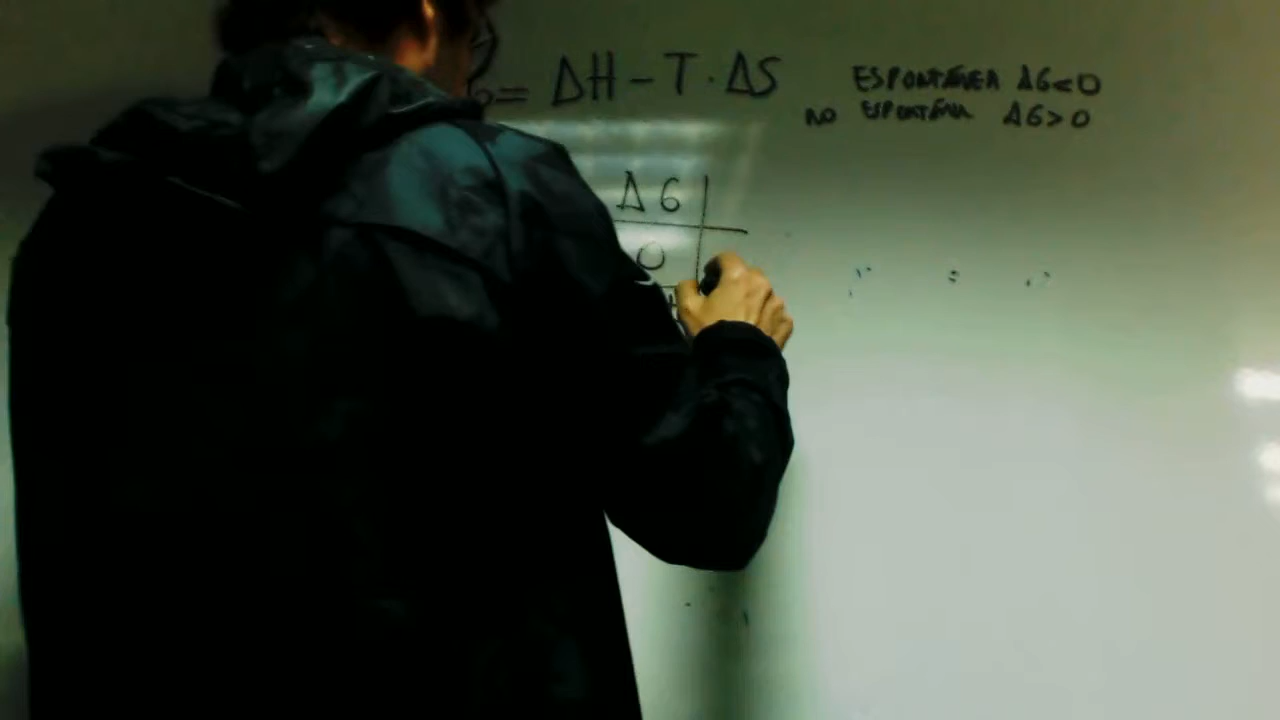 G = ΔH - T · ΔS
ESPONTÁNEA ΔG<0
NO ESPONTÁNEA ΔG>0
ΔG
0